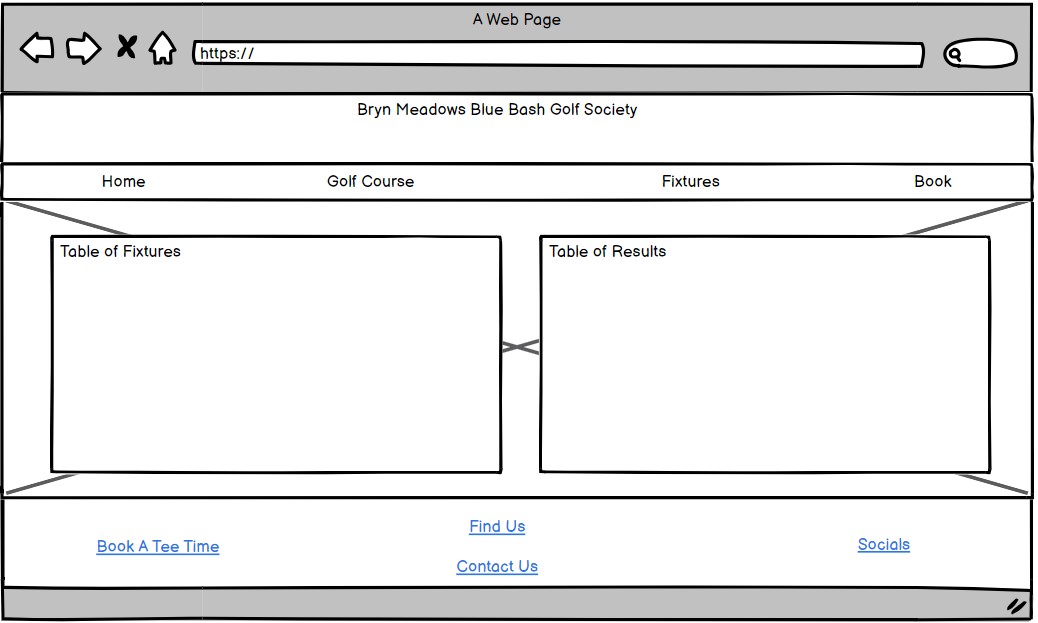 A Web Page
https://
Bryn Meadows Blue Bash Golf Society
Home Golf Course Fixtures Book
Table of Fixtures Table of Results
Find Us
Book A Tee Time Socials
Contact Us